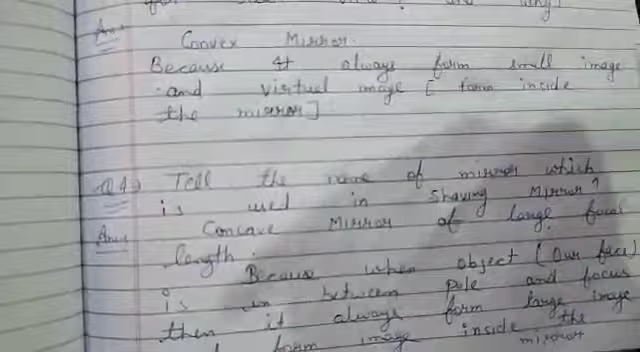 and why?
Ans:
Convex Mirror.
Because It always form small image
and virtual image [ form inside
the mirror]
Q4.) Tell the name of mirror which
is used in Shaving Mirror?
Ans: Concave Mirror of large focal
length.
Because when object (Our face)
is in between pole and focus
then it always form large image
form image inside the
mirror